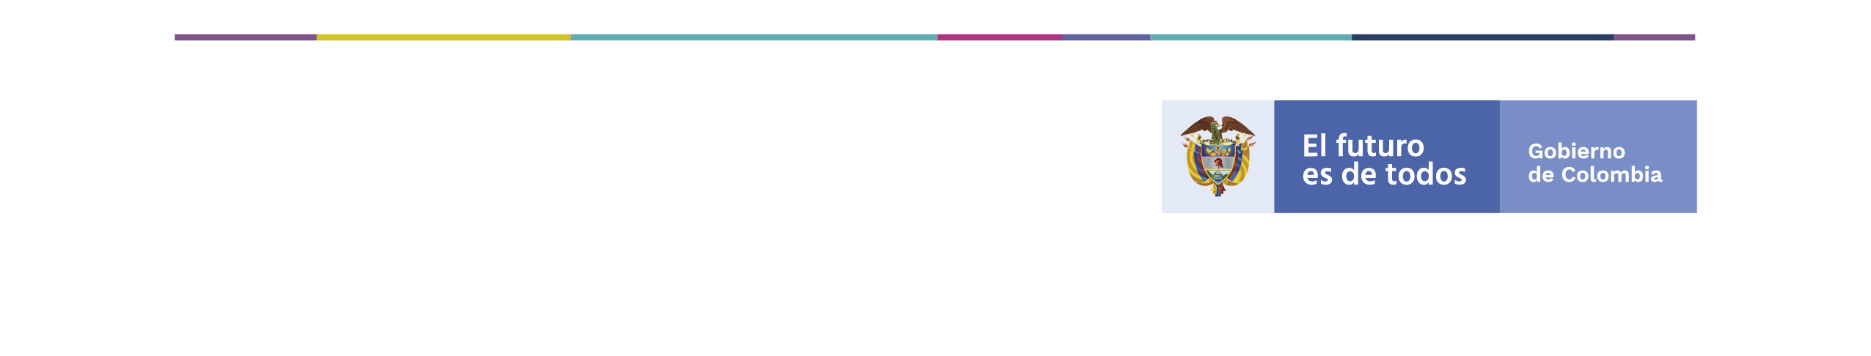 El futuro
es de todos
Gobierno
de Colombia